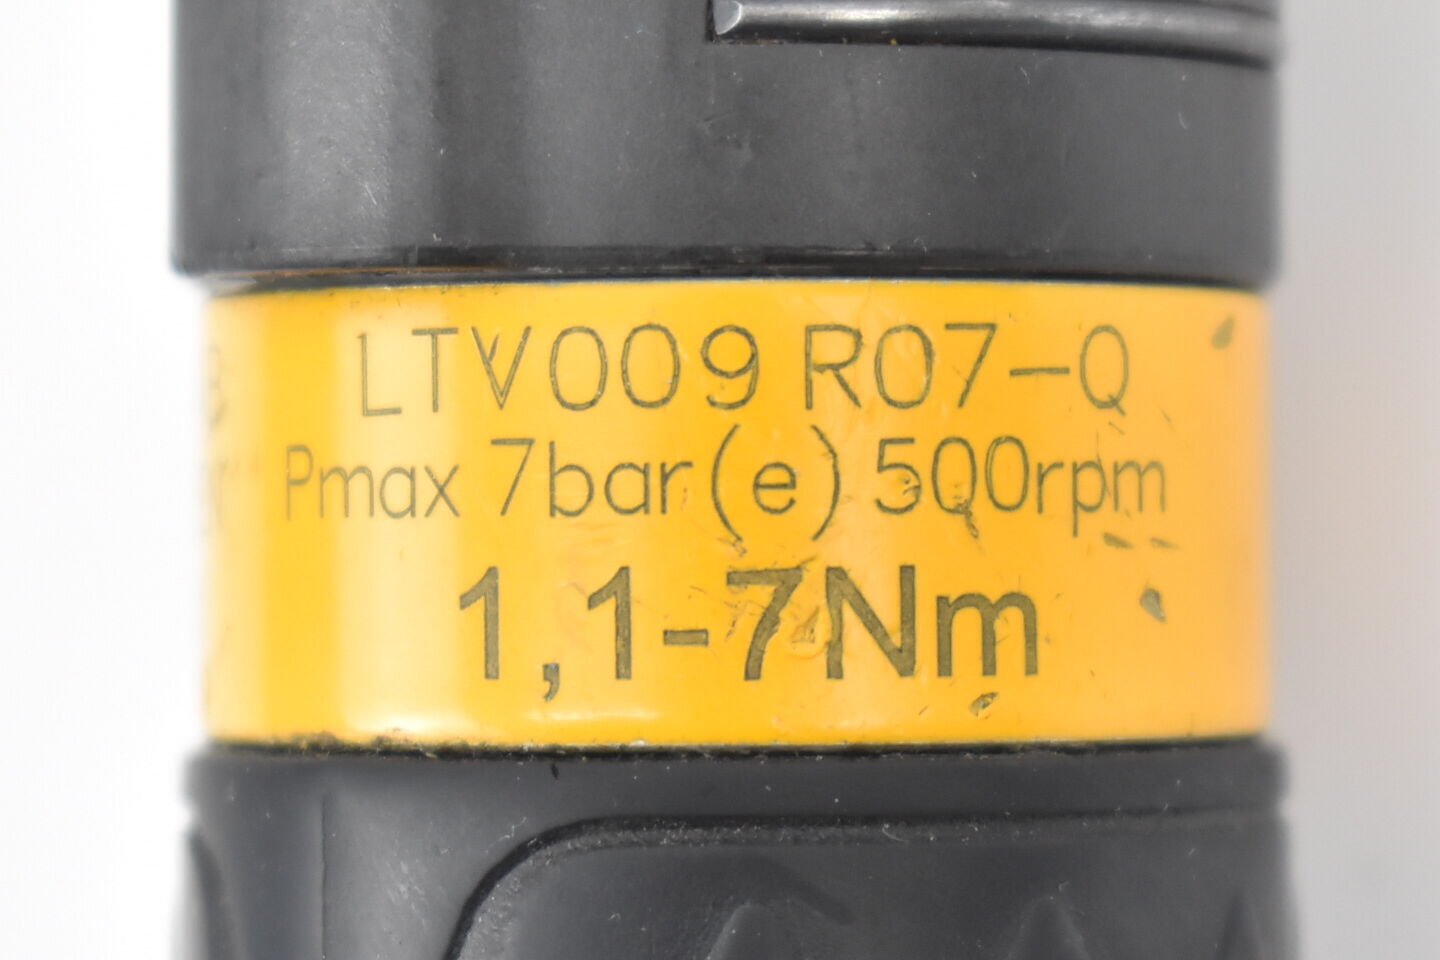 LTV009 R07-Q
Pmax 7bar(e) 500rpm
1,1-7Nm